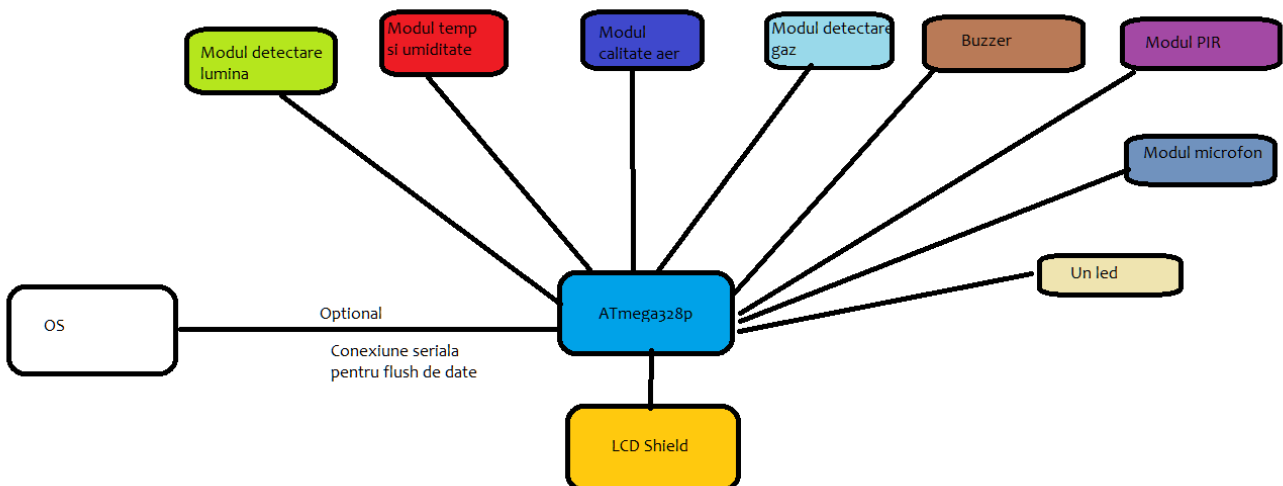 Modul detectare
lumina
Modul temp
si umiditate
Modul
calitate aer
Modul detectare
gaz
Buzzer
Modul PIR
Modul microfon
Un led
OS
Optional
Conexiune seriala
pentru flush de date
ATmega328p
LCD Shield